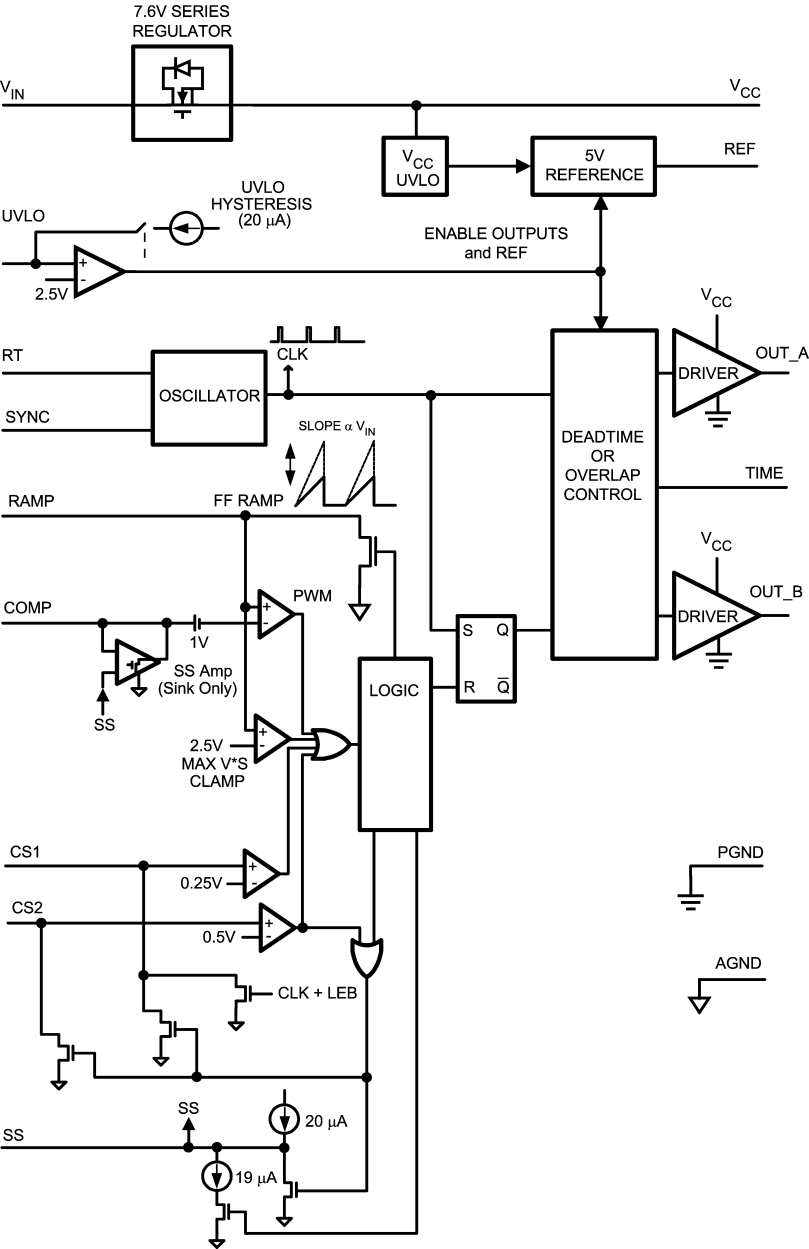 7.6V SERIES
REGULATOR
VIN
VCC
VCC
UVLO
5V
REFERENCE
REF
UVLO
UVLO
HYSTERESIS
(20 μA)
ENABLE OUTPUTS
and REF
+
-
2.5V
RT
CLK
OSCILLATOR
SYNC
VCC
DRIVER
OUT_A
SLOPE α VIN
DEADTIME
OR
OVERLAP
CONTROL
TIME
RAMP
FF RAMP
VCC
DRIVER
OUT_B
COMP
1V
+
-
PWM
SS Amp
(Sink Only)
SS
S
Q
R
Q̅
LOGIC
+
-
2.5V
MAX V*S
CLAMP
CS1
+
-
0.25V
PGND
CS2
+
-
0.5V
AGND
CLK + LEB
SS
SS
20 μA
19 μA